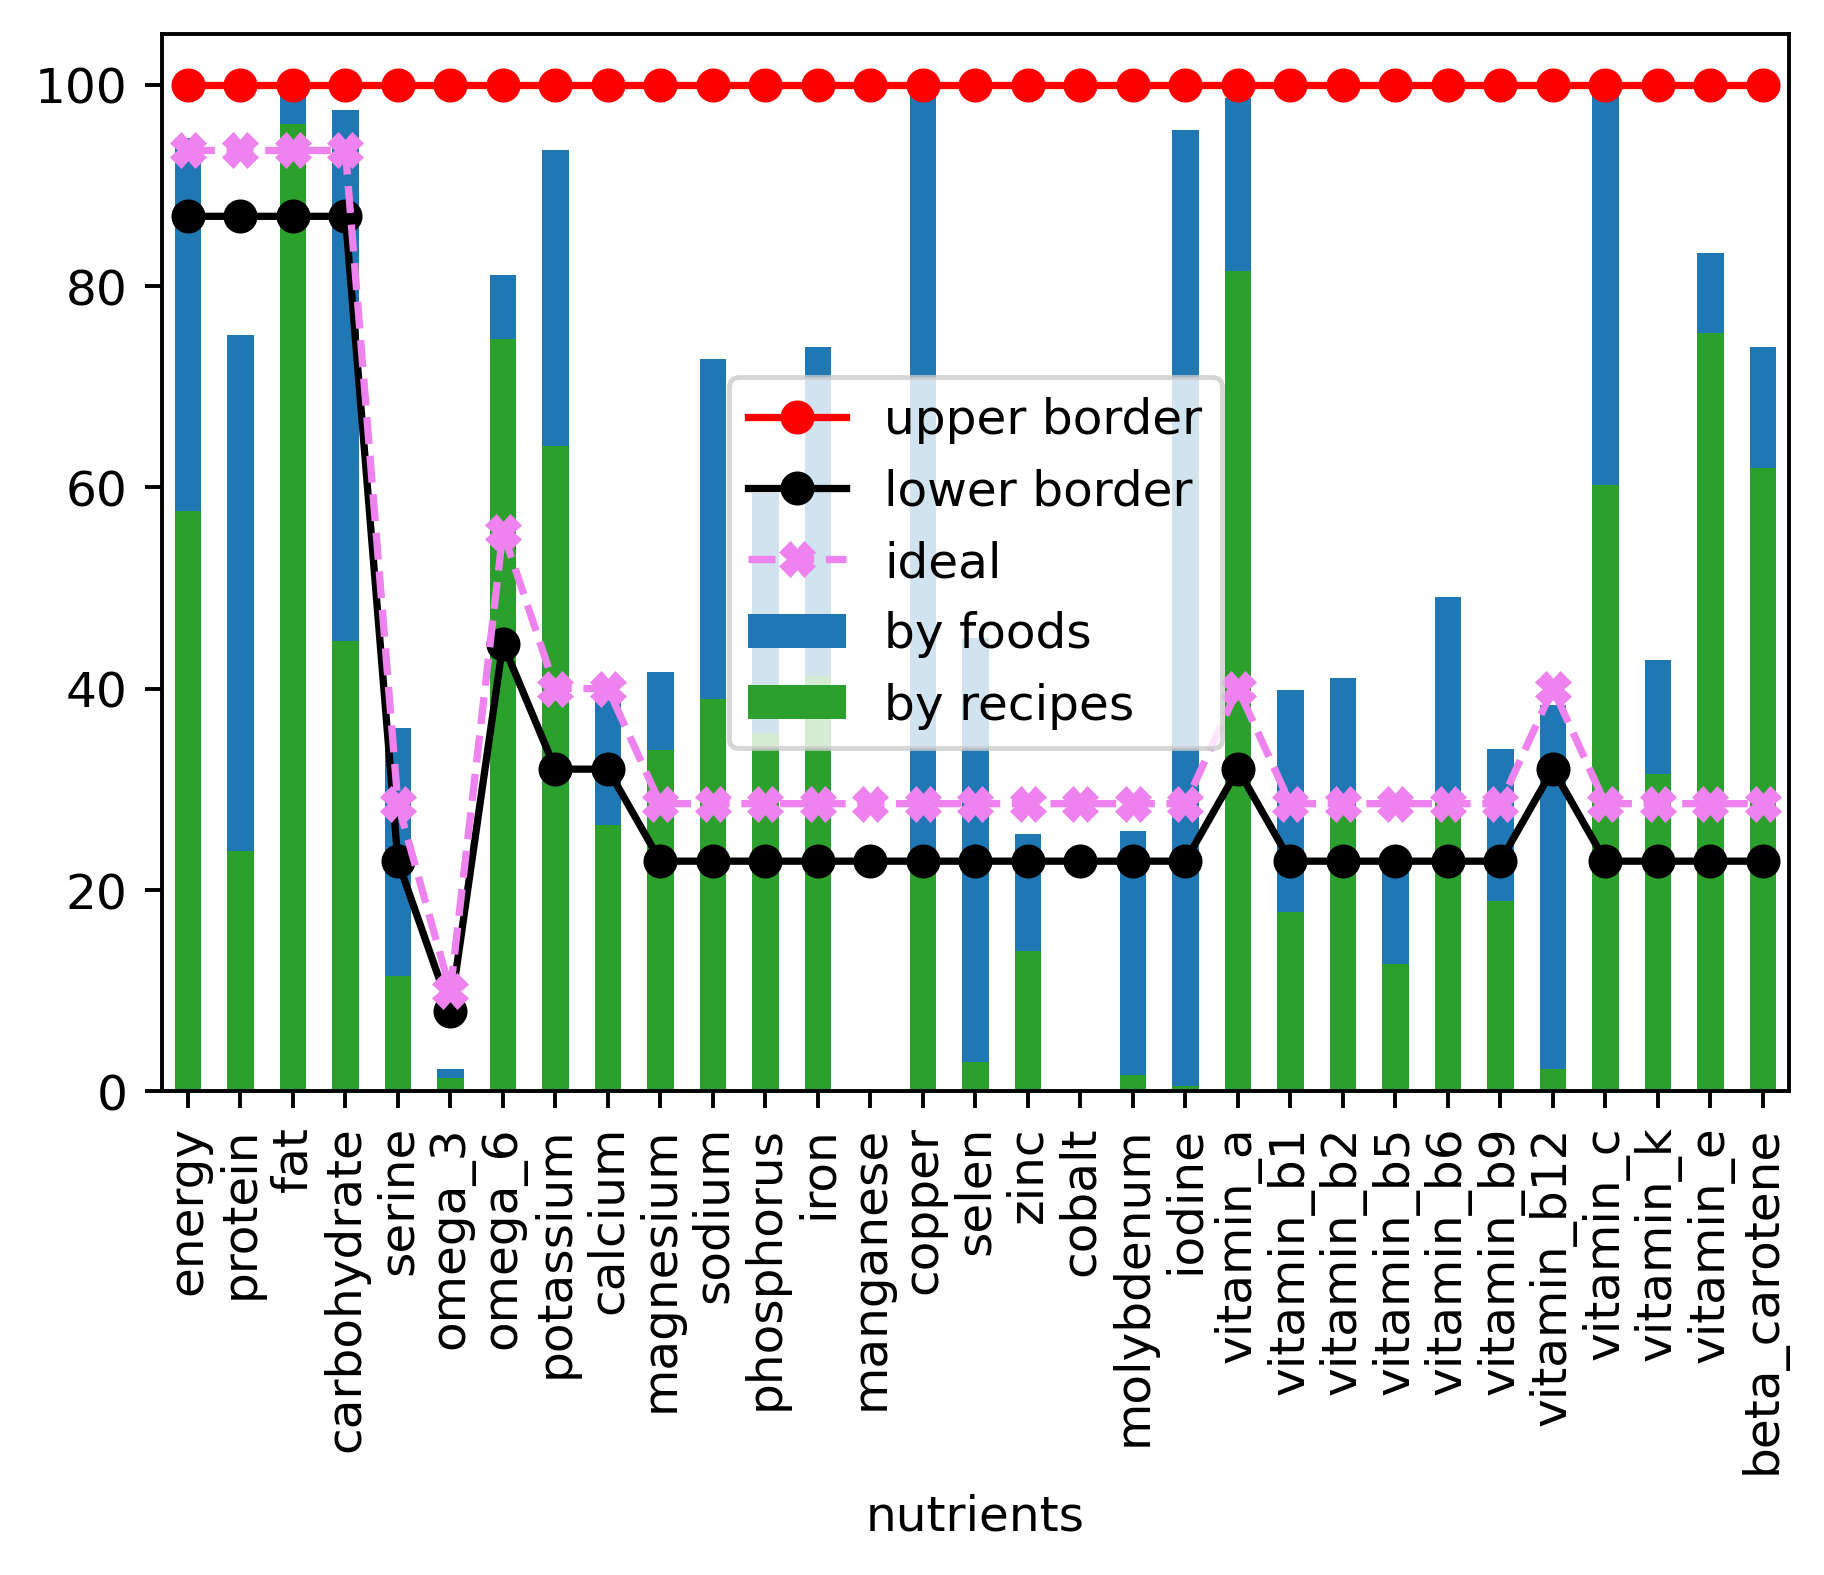 100
80
60
40
20
0
upper border
lower border
ideal
by foods
by recipes
energy
protein
fat
carbohydrate
serine
omega_3
omega_6
potassium
calcium
magnesium
sodium
phosphorus
iron
manganese
copper
selen
zinc
cobalt
molybdenum
iodine
vitamin_a
vitamin_b1
vitamin_b2
vitamin_b5
vitamin_b6
vitamin_b9
vitamin_b12
vitamin_c
vitamin_k
vitamin_e
beta_carotene
nutrients